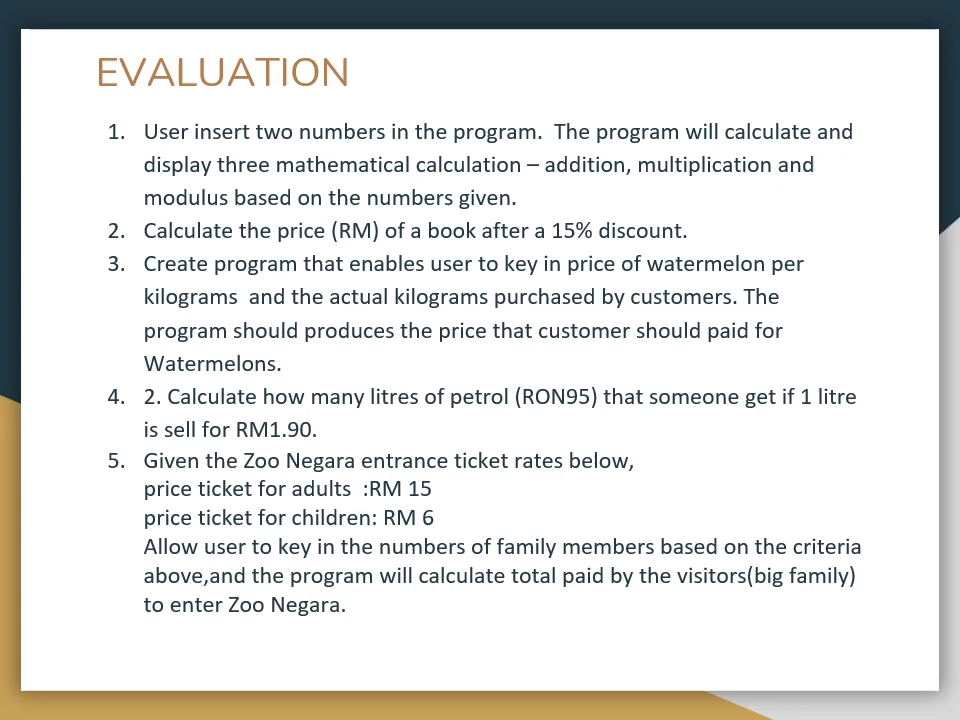 EVALUATION
1. User insert two numbers in the program.  The program will calculate and
display three mathematical calculation – addition, multiplication and
modulus based on the numbers given.
2. Calculate the price (RM) of a book after a 15% discount.
3. Create program that enables user to key in price of watermelon per
kilograms  and the actual kilograms purchased by customers. The
program should produces the price that customer should paid for
Watermelons.
4. 2. Calculate how many litres of petrol (RON95) that someone get if 1 litre
is sell for RM1.90.
5. Given the Zoo Negara entrance ticket rates below,
price ticket for adults  :RM 15
price ticket for children: RM 6
Allow user to key in the numbers of family members based on the criteria
above,and the program will calculate total paid by the visitors(big family)
to enter Zoo Negara.